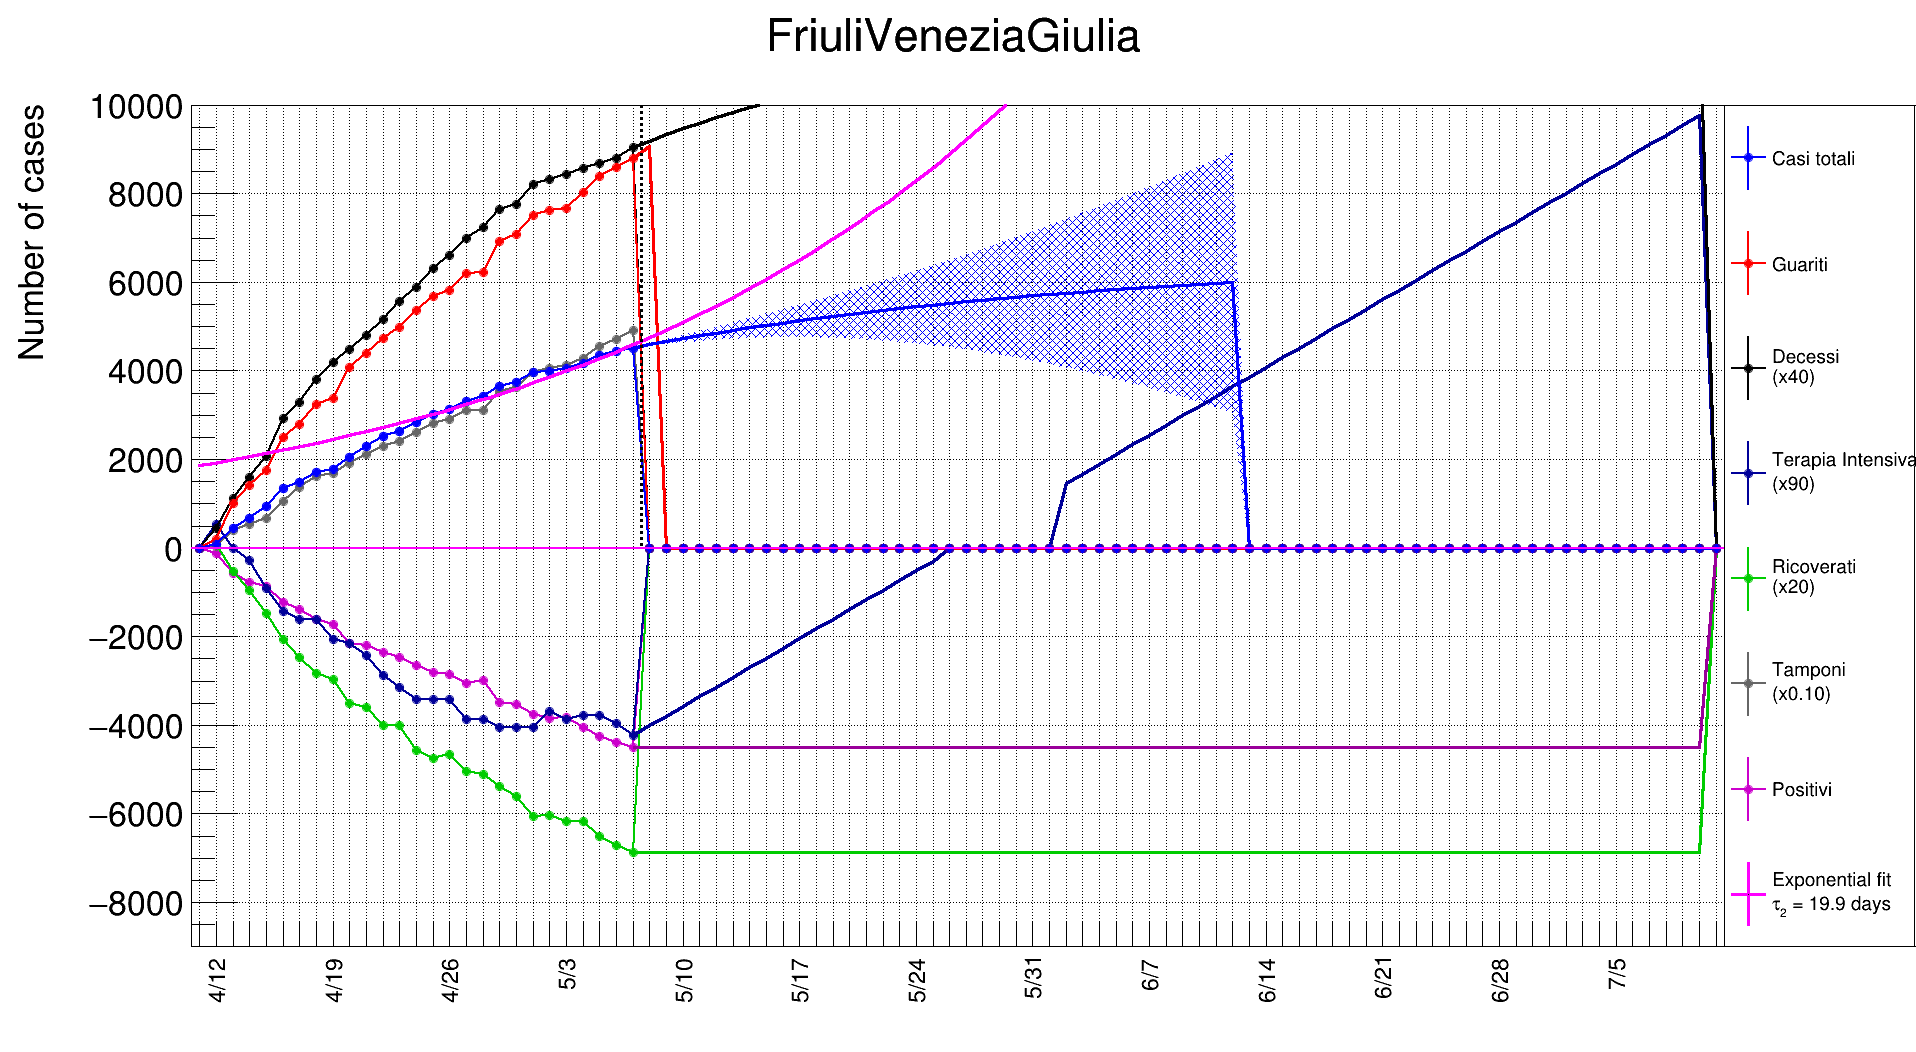 FriuliVeneziaGiulia
Number of cases
10000
8000
6000
4000
2000
0
−2000
−4000
−6000
−8000
4/12
4/19
4/26
5/3
5/10
5/17
5/24
5/31
6/7
6/14
6/21
6/28
7/5
Casi totali
Guariti
Decessi
(x40)
Terapia Intensiva
(x90)
Ricoverati
(x20)
Tamponi
(x0.10)
Positivi
Exponential fit
τ2 = 19.9 days